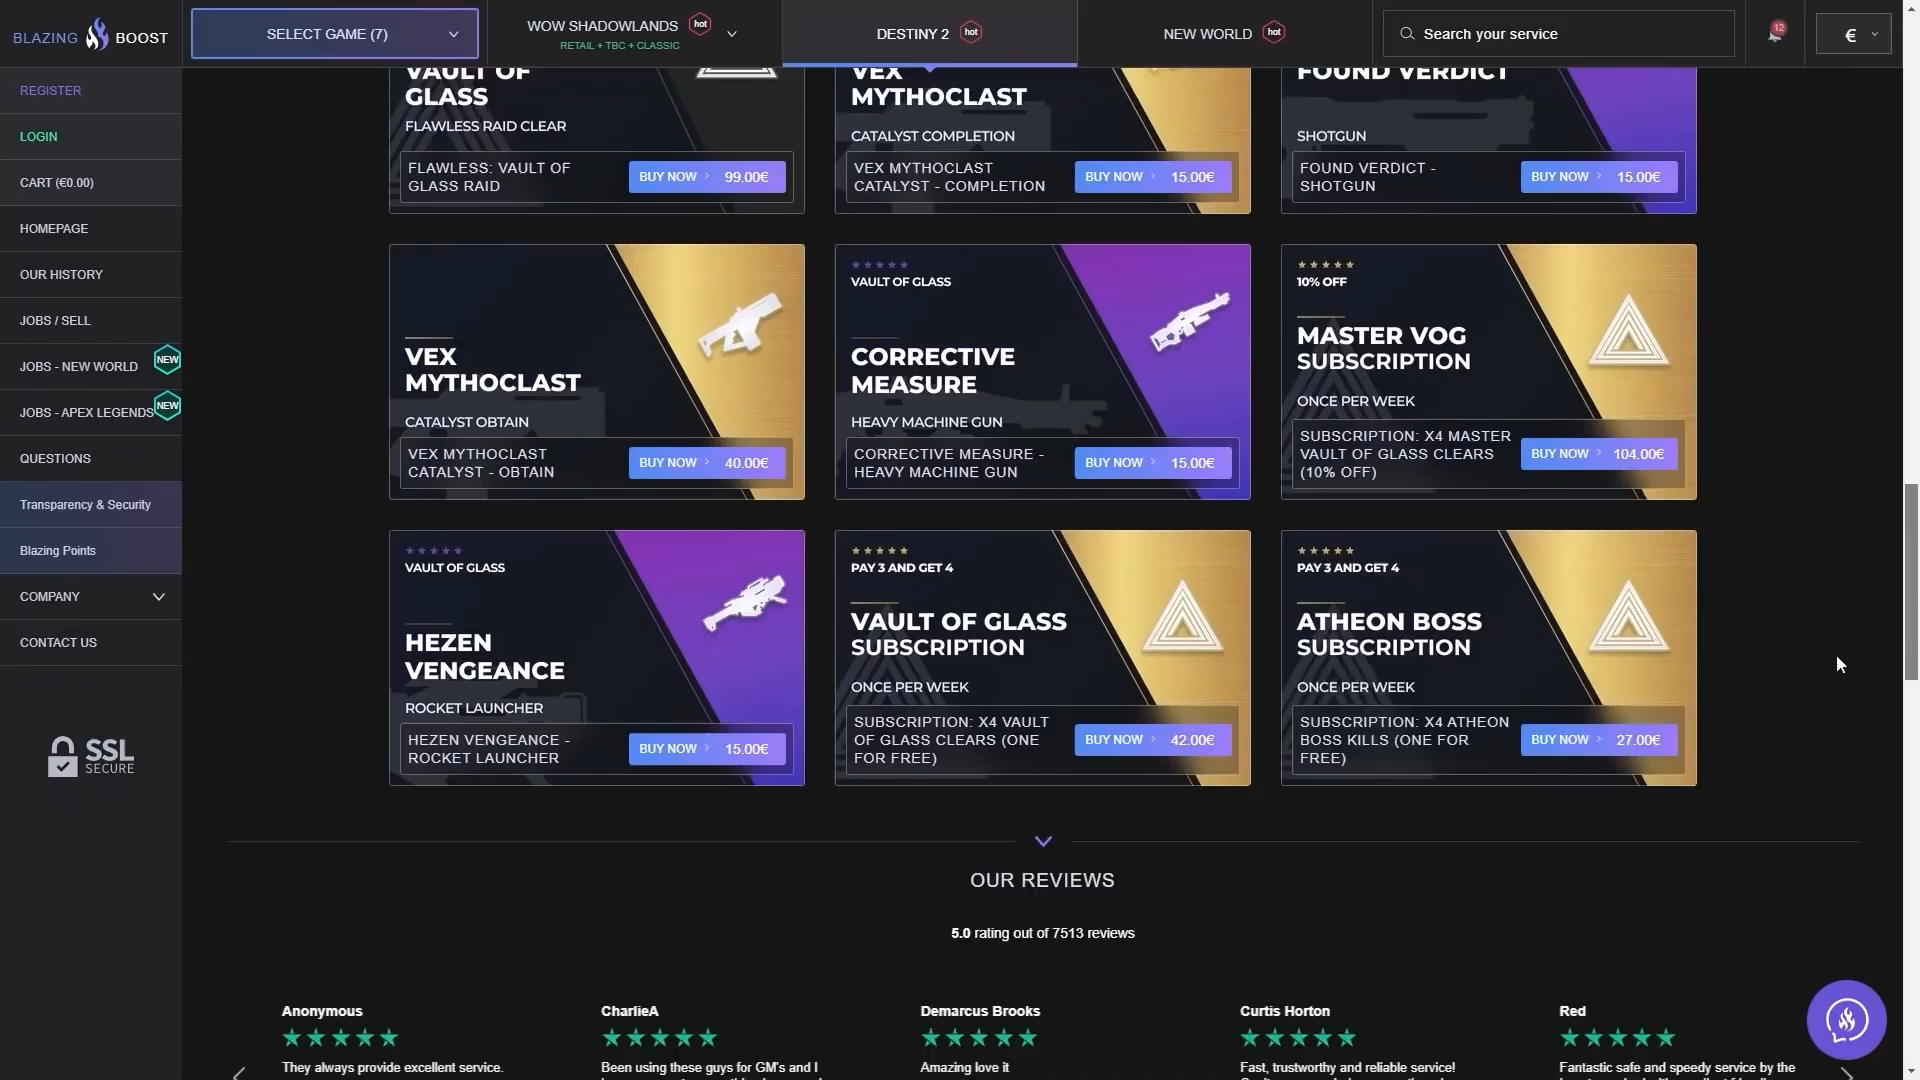 BLAZING BOOST
SELECT GAME (7)
WOW SHADOWLANDS hot
RETAIL + TBC + CLASSIC
DESTINY 2 hot
NEW WORLD hot
Search your service
12
€
REGISTER
LOGIN
CART (€0.00)
HOMEPAGE
OUR HISTORY
JOBS / SELL
JOBS - NEW WORLD NEW
JOBS - APEX LEGENDS NEW
QUESTIONS
Transparency & Security
Blazing Points
COMPANY
CONTACT US
SSL
SECURE
VAULT OF
GLASS
FLAWLESS RAID CLEAR
FLAWLESS: VAULT OF
GLASS RAID
BUY NOW 99.00€
VEX
MYTHOCLAST
CATALYST COMPLETION
VEX MYTHOCLAST
CATALYST - COMPLETION
BUY NOW 15.00€
FOUND VERDICT
SHOTGUN
FOUND VERDICT -
SHOTGUN
BUY NOW 15.00€
VEX
MYTHOCLAST
CATALYST OBTAIN
VEX MYTHOCLAST
CATALYST - OBTAIN
BUY NOW 40.00€
VAULT OF GLASS
CORRECTIVE
MEASURE
HEAVY MACHINE GUN
CORRECTIVE MEASURE -
HEAVY MACHINE GUN
BUY NOW 15.00€
10% OFF
MASTER VOG
SUBSCRIPTION
ONCE PER WEEK
SUBSCRIPTION: X4 MASTER
VAULT OF GLASS CLEARS
(10% OFF)
BUY NOW 104.00€
VAULT OF GLASS
HEZEN
VENGEANCE
ROCKET LAUNCHER
HEZEN VENGEANCE -
ROCKET LAUNCHER
BUY NOW 15.00€
PAY 3 AND GET 4
VAULT OF GLASS
SUBSCRIPTION
ONCE PER WEEK
SUBSCRIPTION: X4 VAULT
OF GLASS CLEARS (ONE
FOR FREE)
BUY NOW 42.00€
PAY 3 AND GET 4
ATHEON BOSS
SUBSCRIPTION
ONCE PER WEEK
SUBSCRIPTION: X4 ATHEON
BOSS KILLS (ONE FOR
FREE)
BUY NOW 27.00€
OUR REVIEWS
5.0 rating out of 7513 reviews
Anonymous
They always provide excellent service.
CharlieA
Been using these guys for GM's and I
Demarcus Brooks
Amazing love it
Curtis Horton
Fast, trustworthy and reliable service!
Red
Fantastic safe and speedy service by the